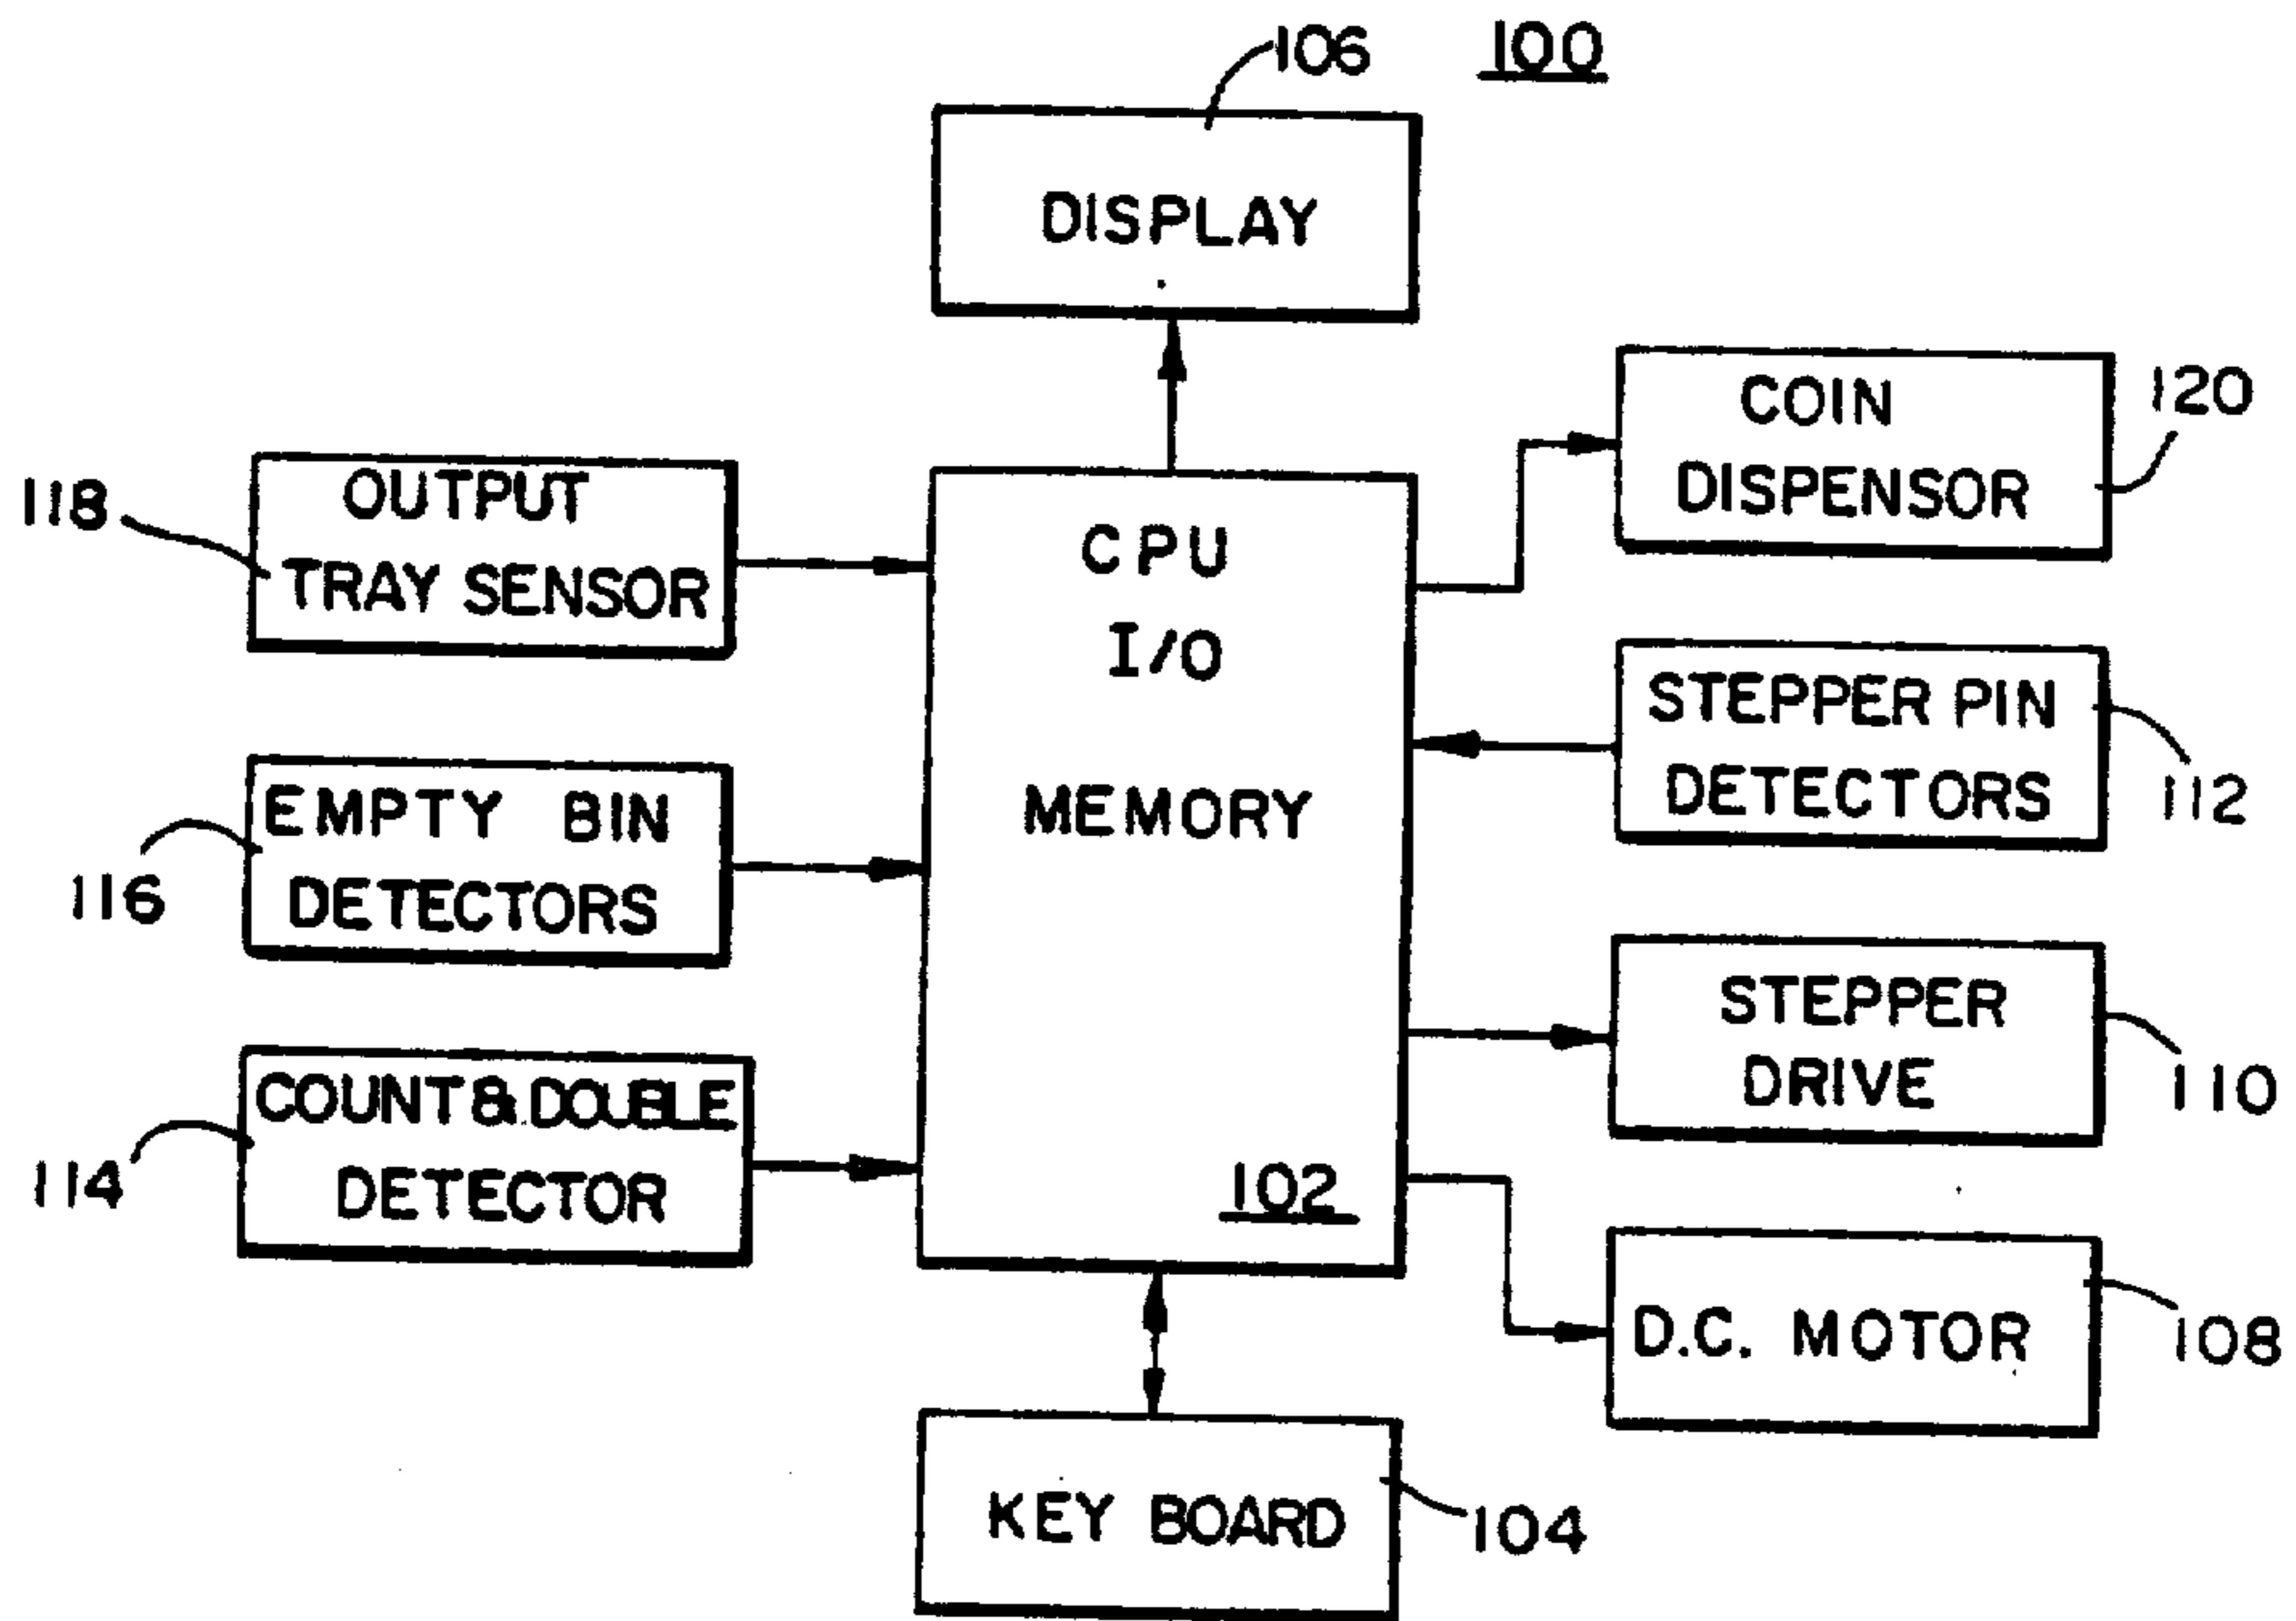 106
100
DISPLAY
COIN
DISPENSOR
120
118
OUTPUT
TRAY SENSOR
CPU
I/O
MEMORY
102
STEPPER PIN
DETECTORS
112
EMPTY BIN
DETECTORS
116
STEPPER
DRIVE
110
COUNT & DOUBLE
DETECTOR
114
D.C. MOTOR
108
KEY BOARD
104